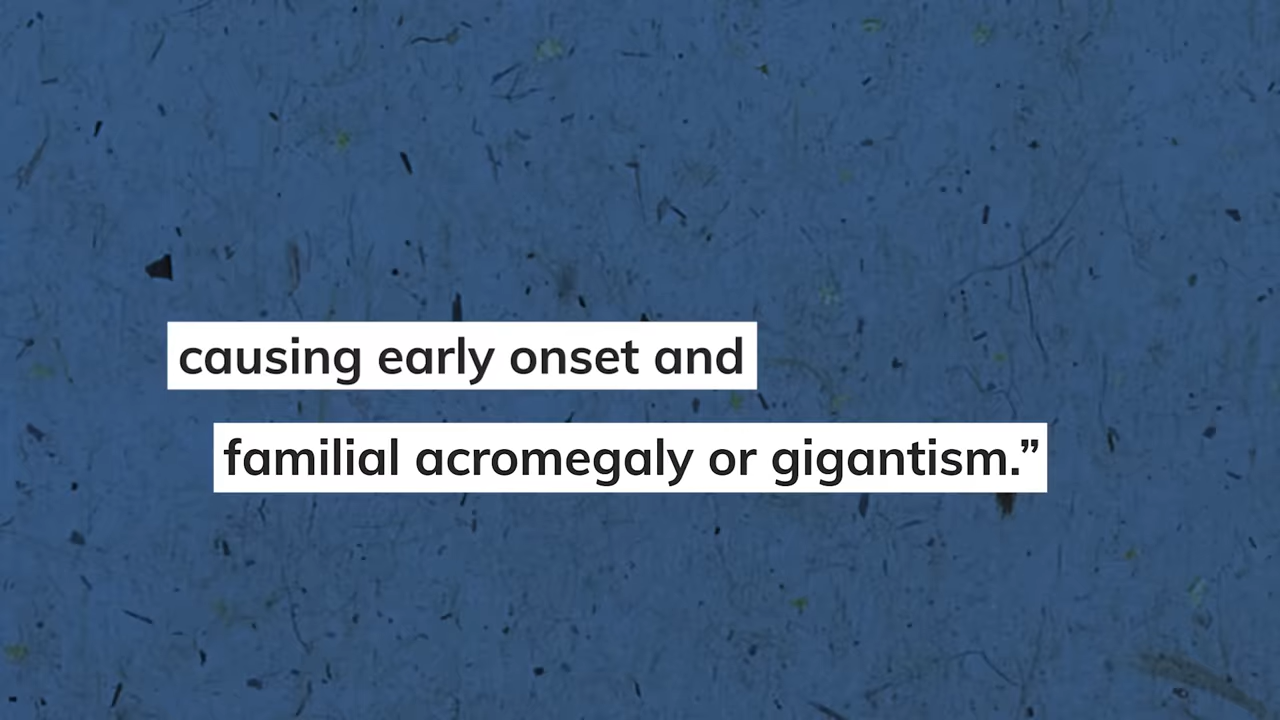 causing early onset and
familial acromegaly or gigantism.”